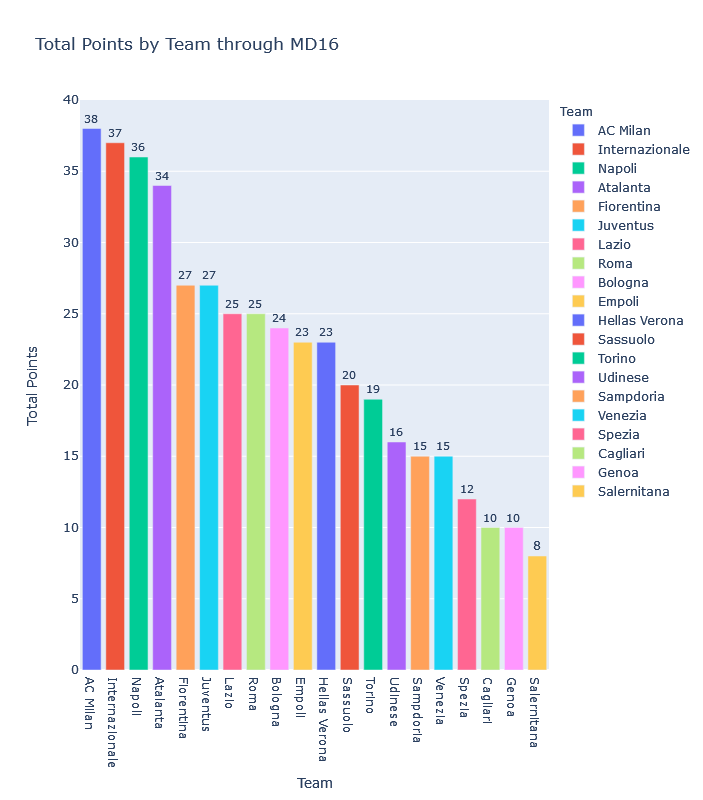 Total Points by Team through MD16
40
35
30
25
20
15
10
5
0
Total Points
38
37
36
34
27
27
25
25
24
23
23
20
19
16
15
15
12
10
10
8
AC Milan
Internazionale
Napoli
Atalanta
Fiorentina
Juventus
Lazio
Roma
Bologna
Empoli
Hellas Verona
Sassuolo
Torino
Udinese
Sampdoria
Venezia
Spezia
Cagliari
Genoa
Salernitana
Team
Team
AC Milan
Internazionale
Napoli
Atalanta
Fiorentina
Juventus
Lazio
Roma
Bologna
Empoli
Hellas Verona
Sassuolo
Torino
Udinese
Sampdoria
Venezia
Spezia
Cagliari
Genoa
Salernitana